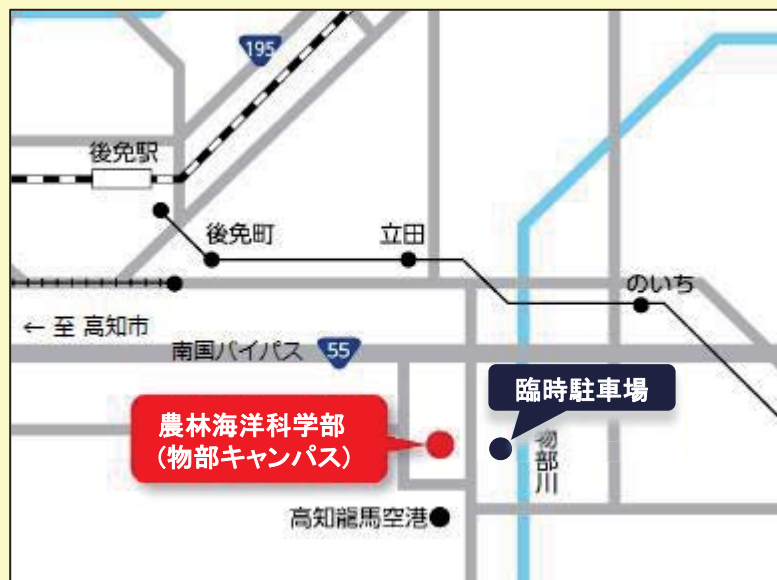 195
後免駅
後免町
立田
のいち
← 至 高知市
南国バイパス
55
臨時駐車場
農林海洋科学部
(物部キャンパス)
物部川
高知龍馬空港